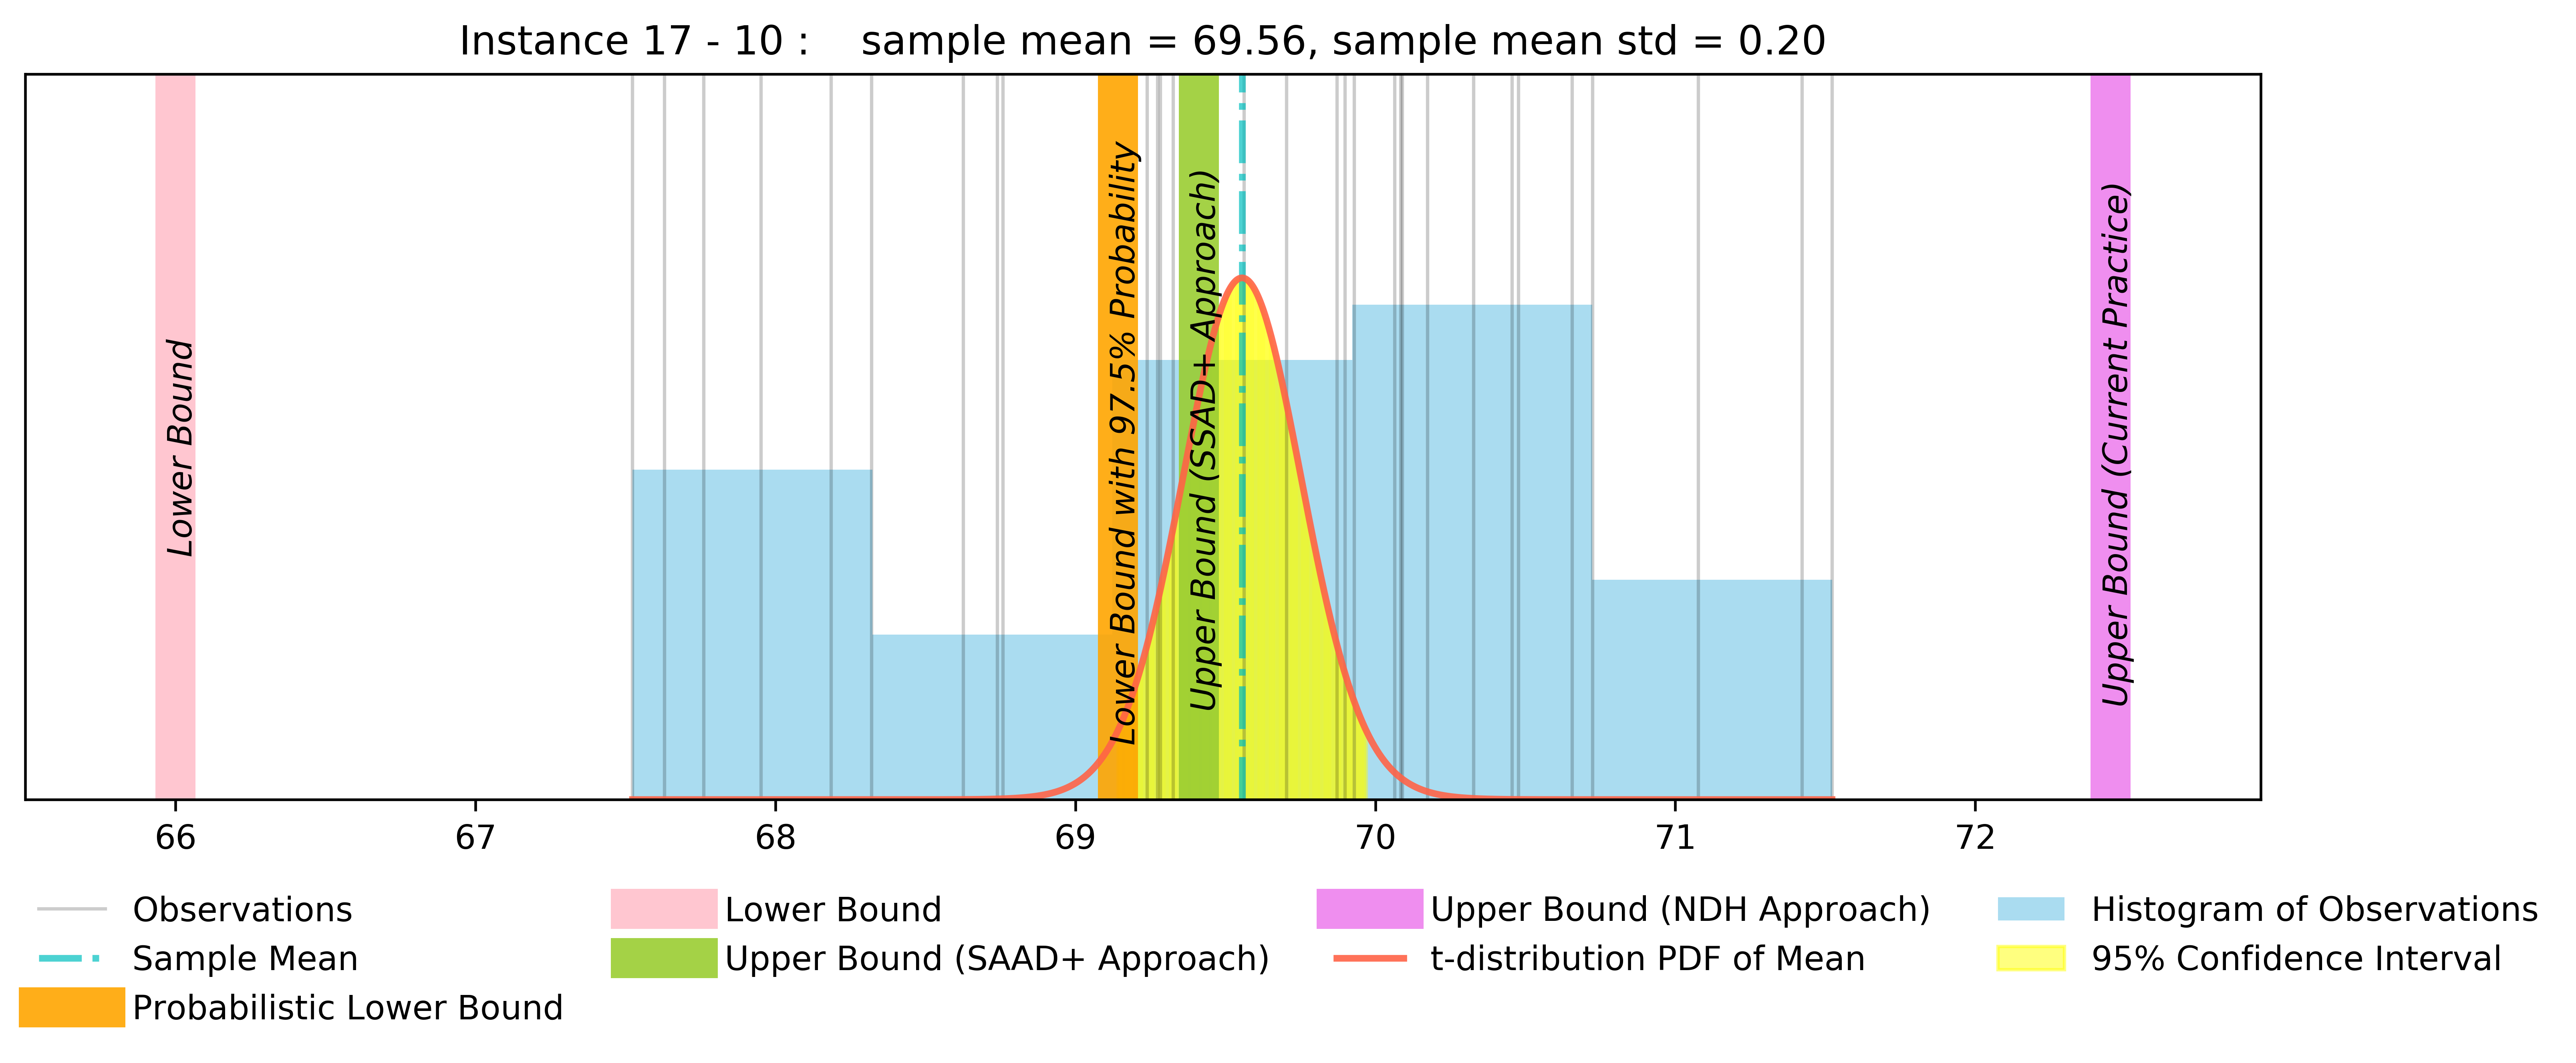 Instance 17 - 10 :    sample mean = 69.56, sample mean std = 0.20
Lower Bound
Lower Bound with 97.5% Probability
Upper Bound (SSAD+ Approach)
Upper Bound (Current Practice)
66 67 68 69 70 71 72
Observations
Sample Mean
Probabilistic Lower Bound
Lower Bound
Upper Bound (SAAD+ Approach)
Upper Bound (NDH Approach)
t-distribution PDF of Mean
Histogram of Observations
95% Confidence Interval